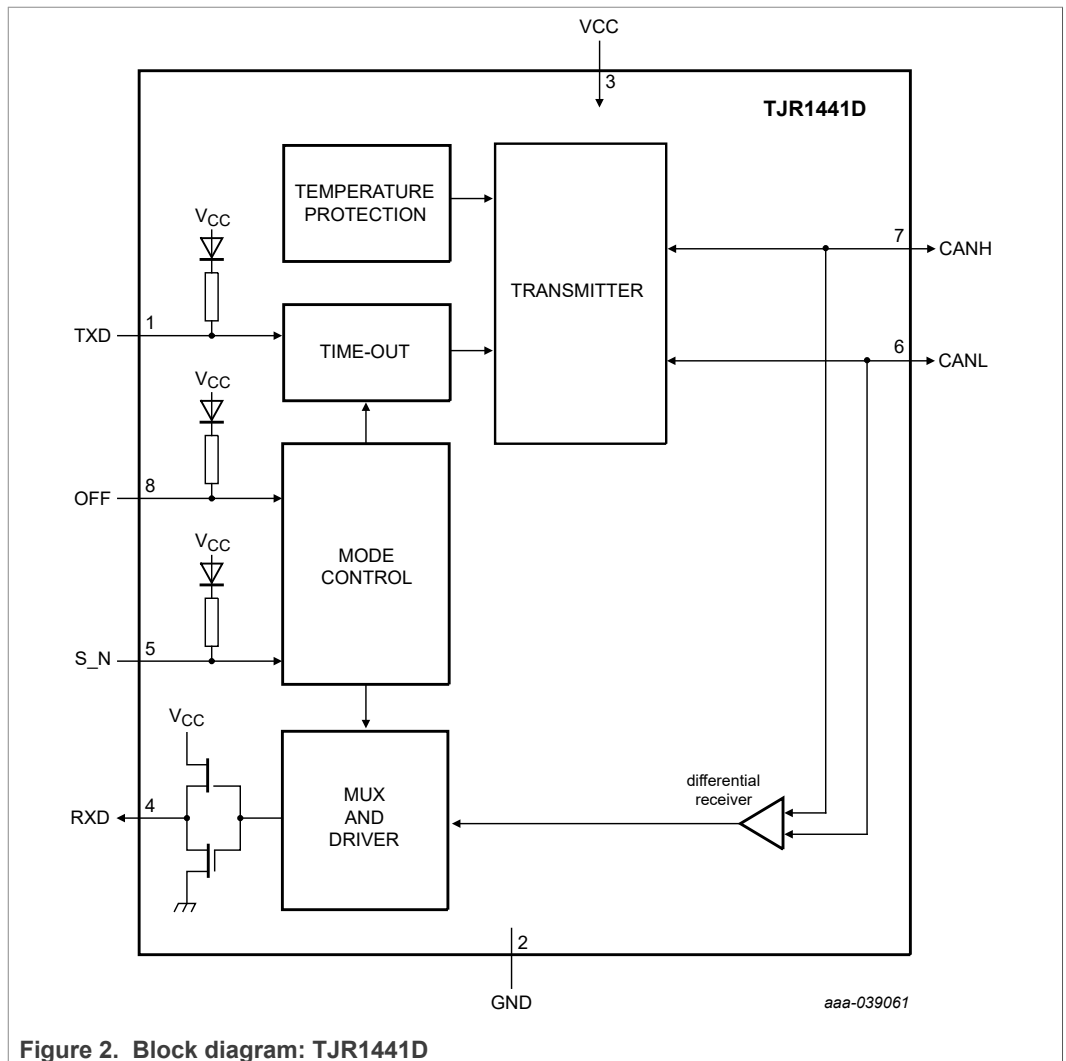 VCC
3
TJR1441D
TEMPERATURE
PROTECTION
VCC
TRANSMITTER
7
CANH
TXD
1
TIME-OUT
6
CANL
VCC
OFF
8
MODE
CONTROL
VCC
S_N
5
VCC
MUX
AND
DRIVER
differential
receiver
RXD
4
2
GND
aaa-039061
Figure 2. Block diagram: TJR1441D